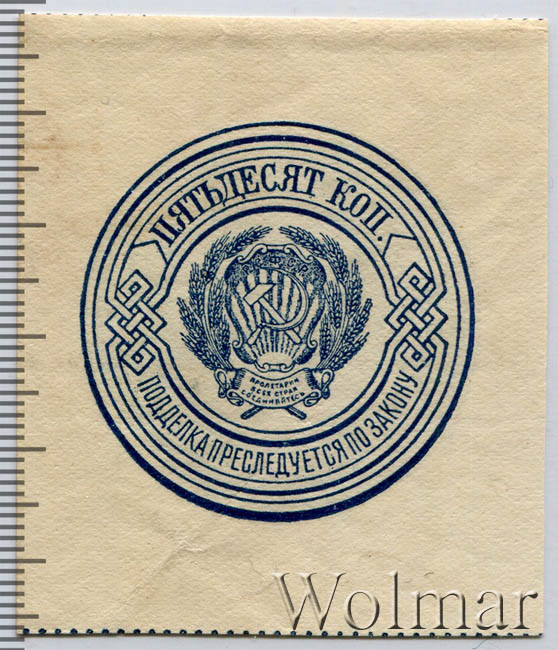 ПЯТЬДЕСЯТ КОП.
ПРОЛЕТАРИИ
ВСЕХ СТРАН
СОЕДИНЯЙТЕСЬ
ПОДДЕЛКА ПРЕСЛЕДУЕТСЯ ПО ЗАКОНУ
Wolmar